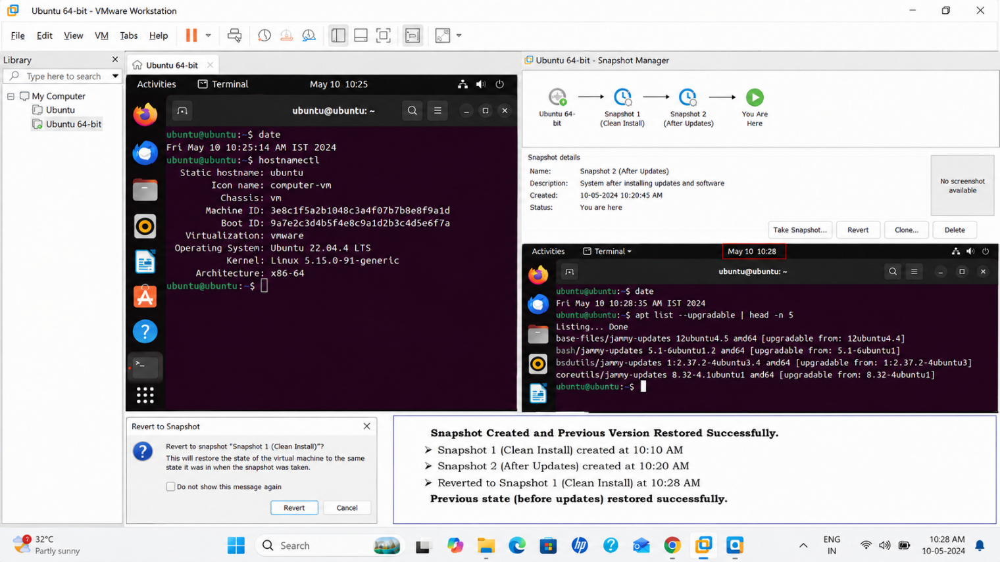 Ubuntu 64-bit - VMware Workstation
File Edit View VM Tabs Help
Library
Type here to search
My Computer
Ubuntu
Ubuntu 64-bit
Ubuntu 64-bit
Activities Terminal May 10 10:25
ubuntu@ubuntu: ~
ubuntu@ubuntu:~$ date
Fri May 10 10:25:14 AM IST 2024
ubuntu@ubuntu:~$ hostnamectl
Static hostname: ubuntu
Icon name: computer-vm
Chassis: vm
Machine ID: 3e8c1f5a2b1048c3a4f07b7b8e8f9a1d
Boot ID: 9a7e2c3d4b5f4e8c9a1d2b3c4d5e6f7a
Virtualization: vmware
Operating System: Ubuntu 22.04.4 LTS
Kernel: Linux 5.15.0-91-generic
Architecture: x86-64
ubuntu@ubuntu:~$
Ubuntu 64-bit - Snapshot Manager
Ubuntu 64-
bit
Snapshot 1
(Clean Install)
Snapshot 2
(After Updates)
You Are
Here
Snapshot details
Name: Snapshot 2 (After Updates)
Description: System after installing updates and software
Created: 10-05-2024 10:20:45 AM
Status: You are here
No screenshot
available
Take Snapshot... Revert Clone... Delete
Activities Terminal May 10 10:28
ubuntu@ubuntu: ~
ubuntu@ubuntu:~$ date
Fri May 10 10:28:35 AM IST 2024
ubuntu@ubuntu:~$ apt list --upgradable | head -n 5
Listing... Done
base-files/jammy-updates 12ubuntu4.5 amd64 [upgradable from: 12ubuntu4.4]
bash/jammy-updates 5.1-6ubuntu1.2 amd64 [upgradable from: 5.1-6ubuntu1]
bsdutils/jammy-updates 1:2.37.2-4ubuntu3.4 amd64 [upgradable from: 1:2.37.2-4ubuntu3]
coreutils/jammy-updates 8.32-4.1ubuntu1 amd64 [upgradable from: 8.32-4ubuntu1]
ubuntu@ubuntu:~$
Revert to Snapshot
Revert to snapshot "Snapshot 1 (Clean Install)"?
This will restore the state of the virtual machine to the same
state it was in when the snapshot was taken.
Do not show this message again
Revert Cancel
Snapshot Created and Previous Version Restored Successfully.
➢ Snapshot 1 (Clean Install) created at 10:10 AM
➢ Snapshot 2 (After Updates) created at 10:20 AM
➢ Reverted to Snapshot 1 (Clean Install) at 10:28 AM
Previous state (before updates) restored successfully.
2
32°C
Partly sunny
Search
hp
ENG
IN
10:28 AM
10-05-2024